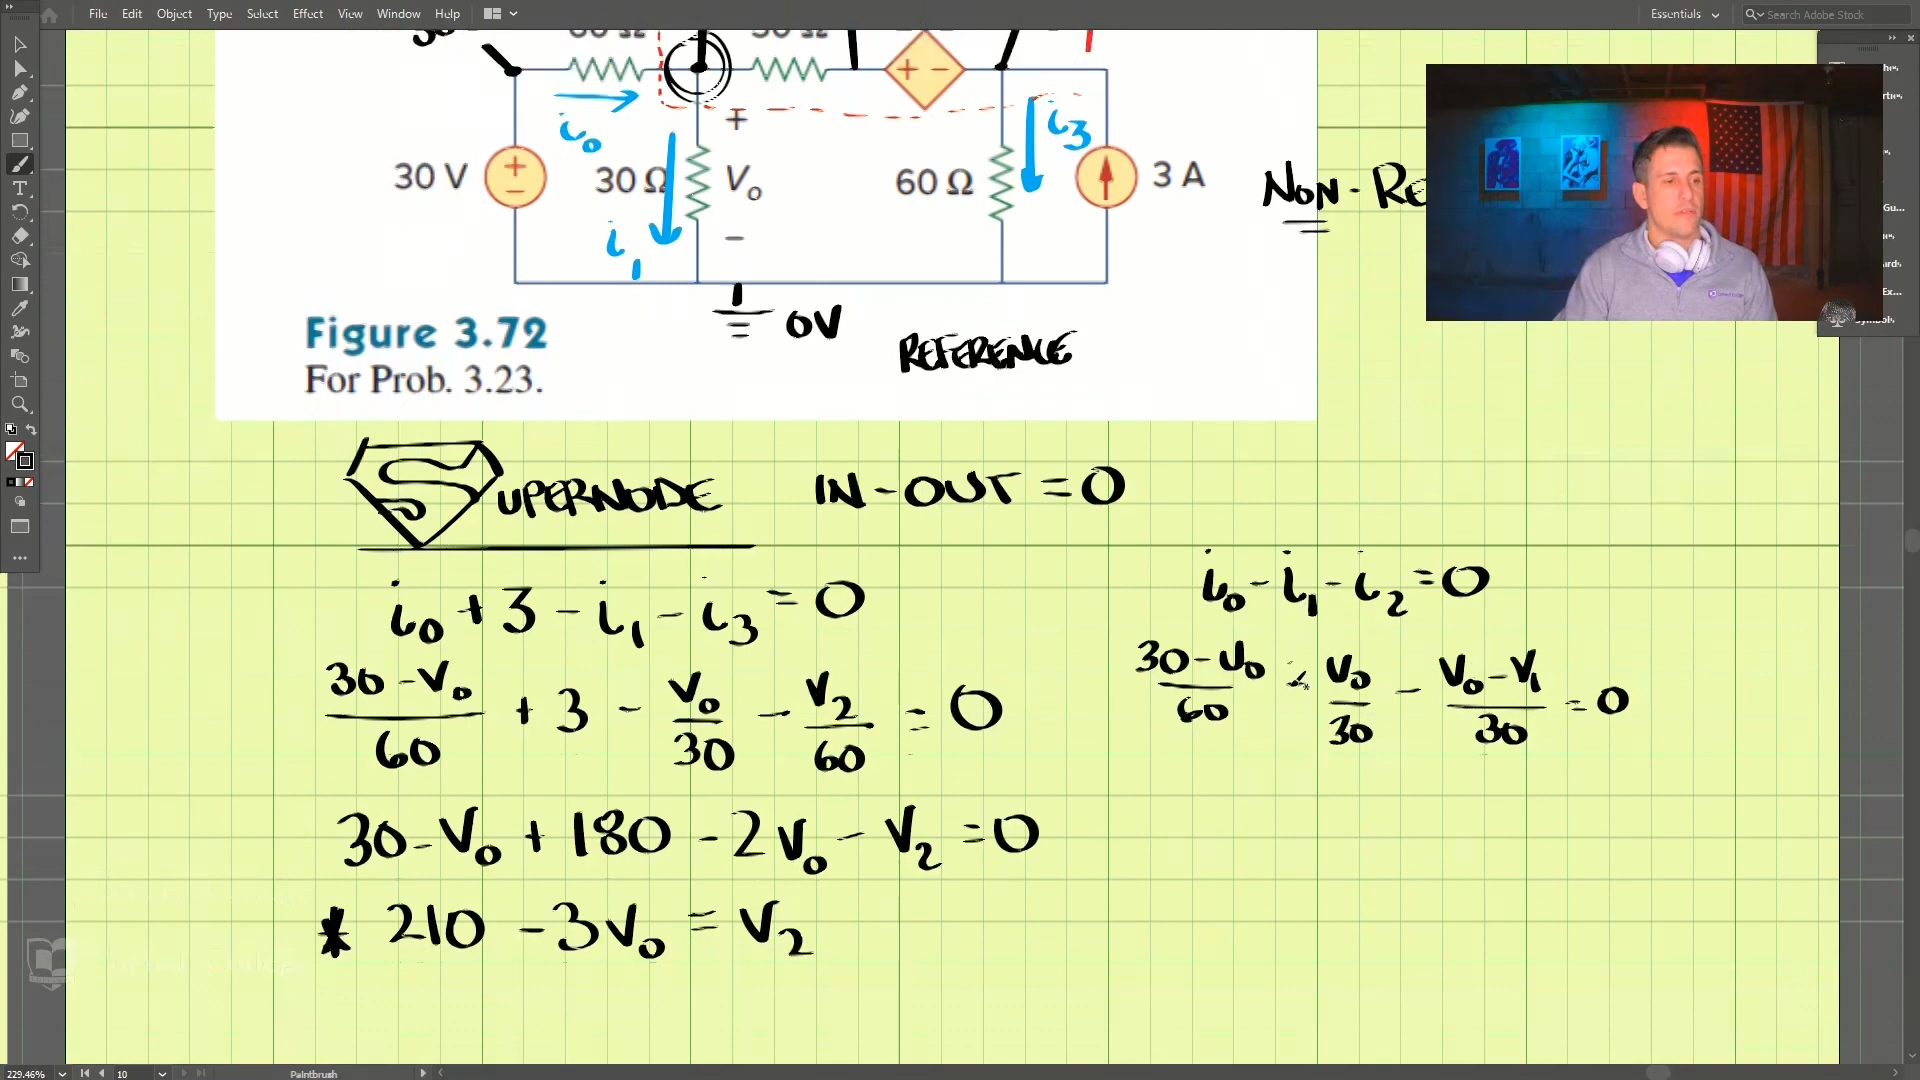 File Edit Object Type Select Effect View Window Help
Essentials
Search Adobe Stock
30 V
i0
i1
30 Ω
+
Vo
−
60 Ω
i3
3 A
NON-RE
0V
REFERENCE
Figure 3.72
For Prob. 3.23.
SUPERNODE IN-OUT = 0
i0 + 3 - i1 - i3 = 0
30 - V0 / 60 + 3 - V0 / 30 - V2 / 60 = 0
30 - V0 + 180 - 2V0 - V2 = 0
* 210 - 3V0 = V2
i0 - i1 - i2 = 0
30 - V0 / 60 - V0 / 30 - V0 - V1 / 30 = 0
229.46%
10
Paintbrush